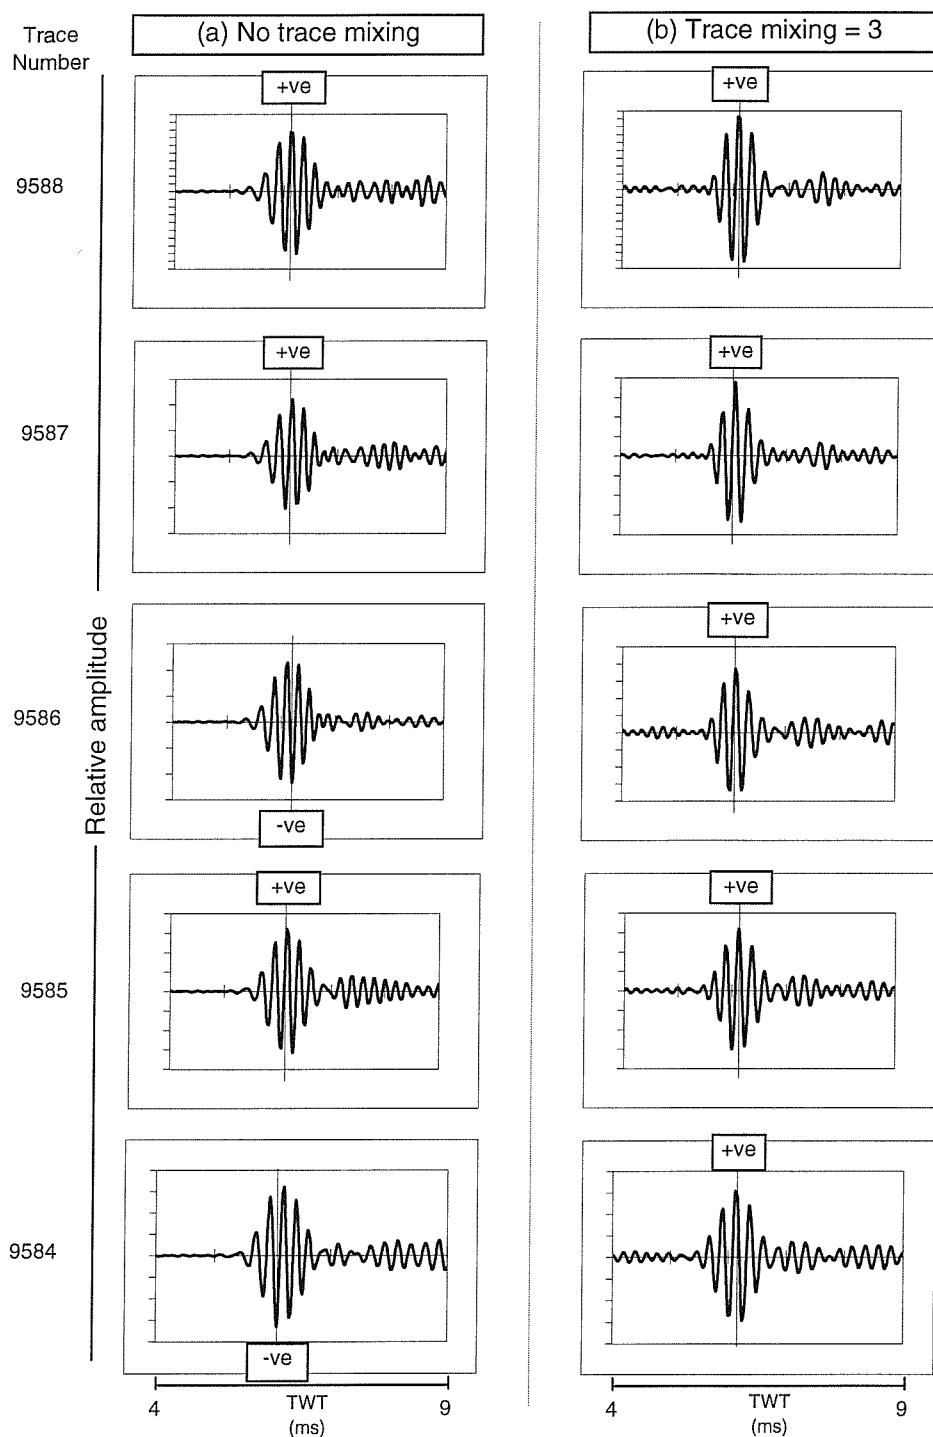 Trace
Number
(a) No trace mixing
(b) Trace mixing = 3
+ve
+ve
9588
+ve
+ve
9587
+ve
9586
-ve
Relative amplitude
+ve
+ve
9585
+ve
9584
-ve
4
TWT
(ms)
9
4
TWT
(ms)
9